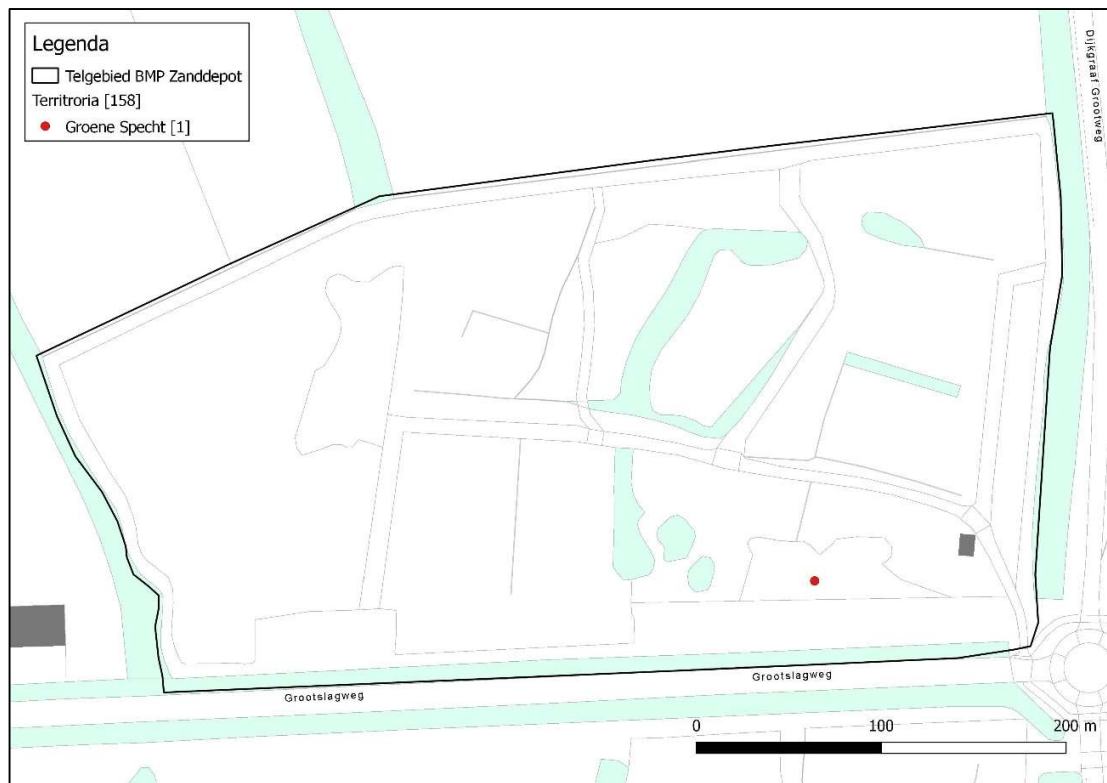 Legenda
Telgebied BMP Zanddepot
Territroria [158]
Groene Specht [1]
Dijkgraaf Grootweg
Grootslagweg
Grootslagweg
0 100 200 m